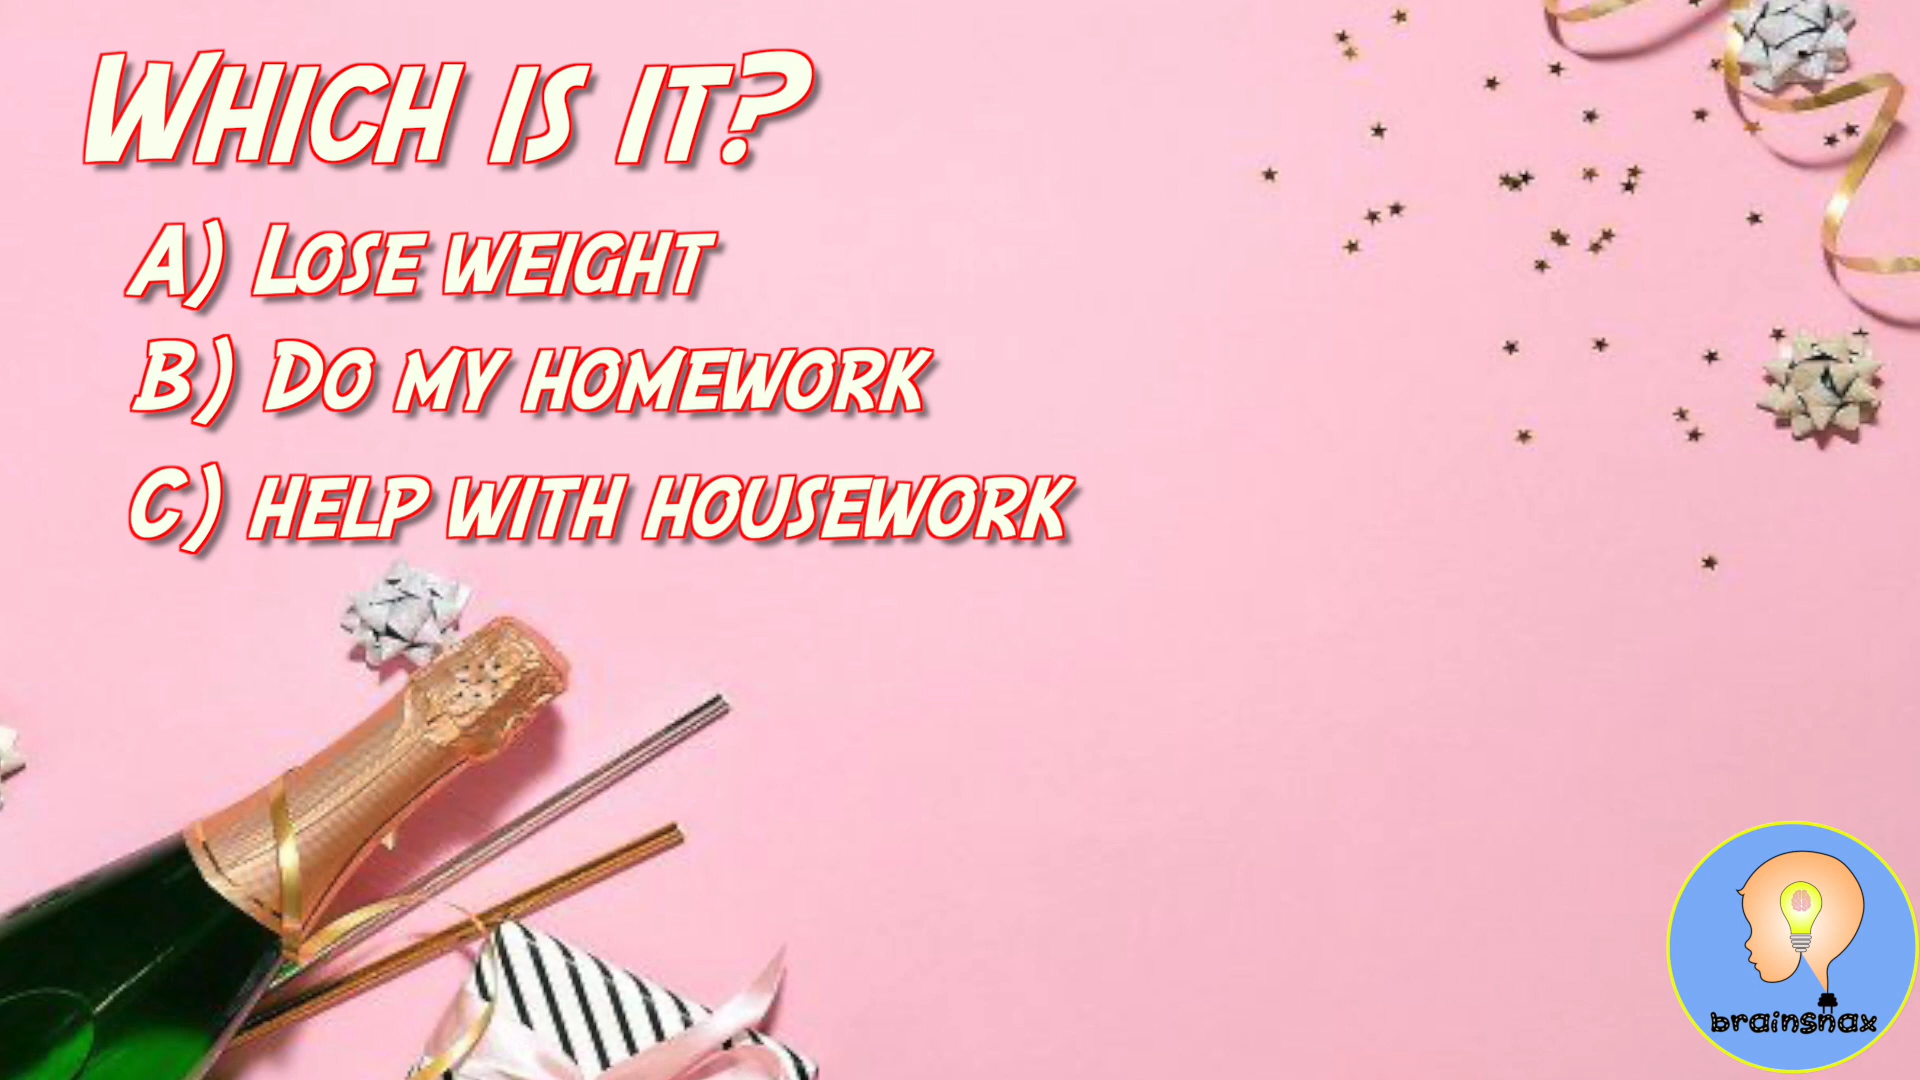 Which is it?
A) Lose weight
B) Do my homework
C) help with housework
brainsnax